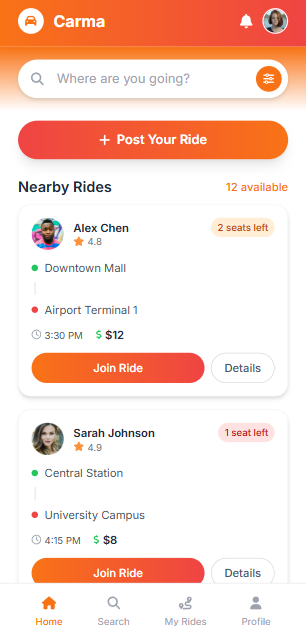 Carma
Where are you going?
+ Post Your Ride
Nearby Rides
12 available
Alex Chen
2 seats left
4.8
Downtown Mall
Airport Terminal 1
3:30 PM
$ $12
Join Ride
Details
Sarah Johnson
1 seat left
4.9
Central Station
University Campus
4:15 PM
$ $8
Join Ride
Details
Home
Search
My Rides
Profile